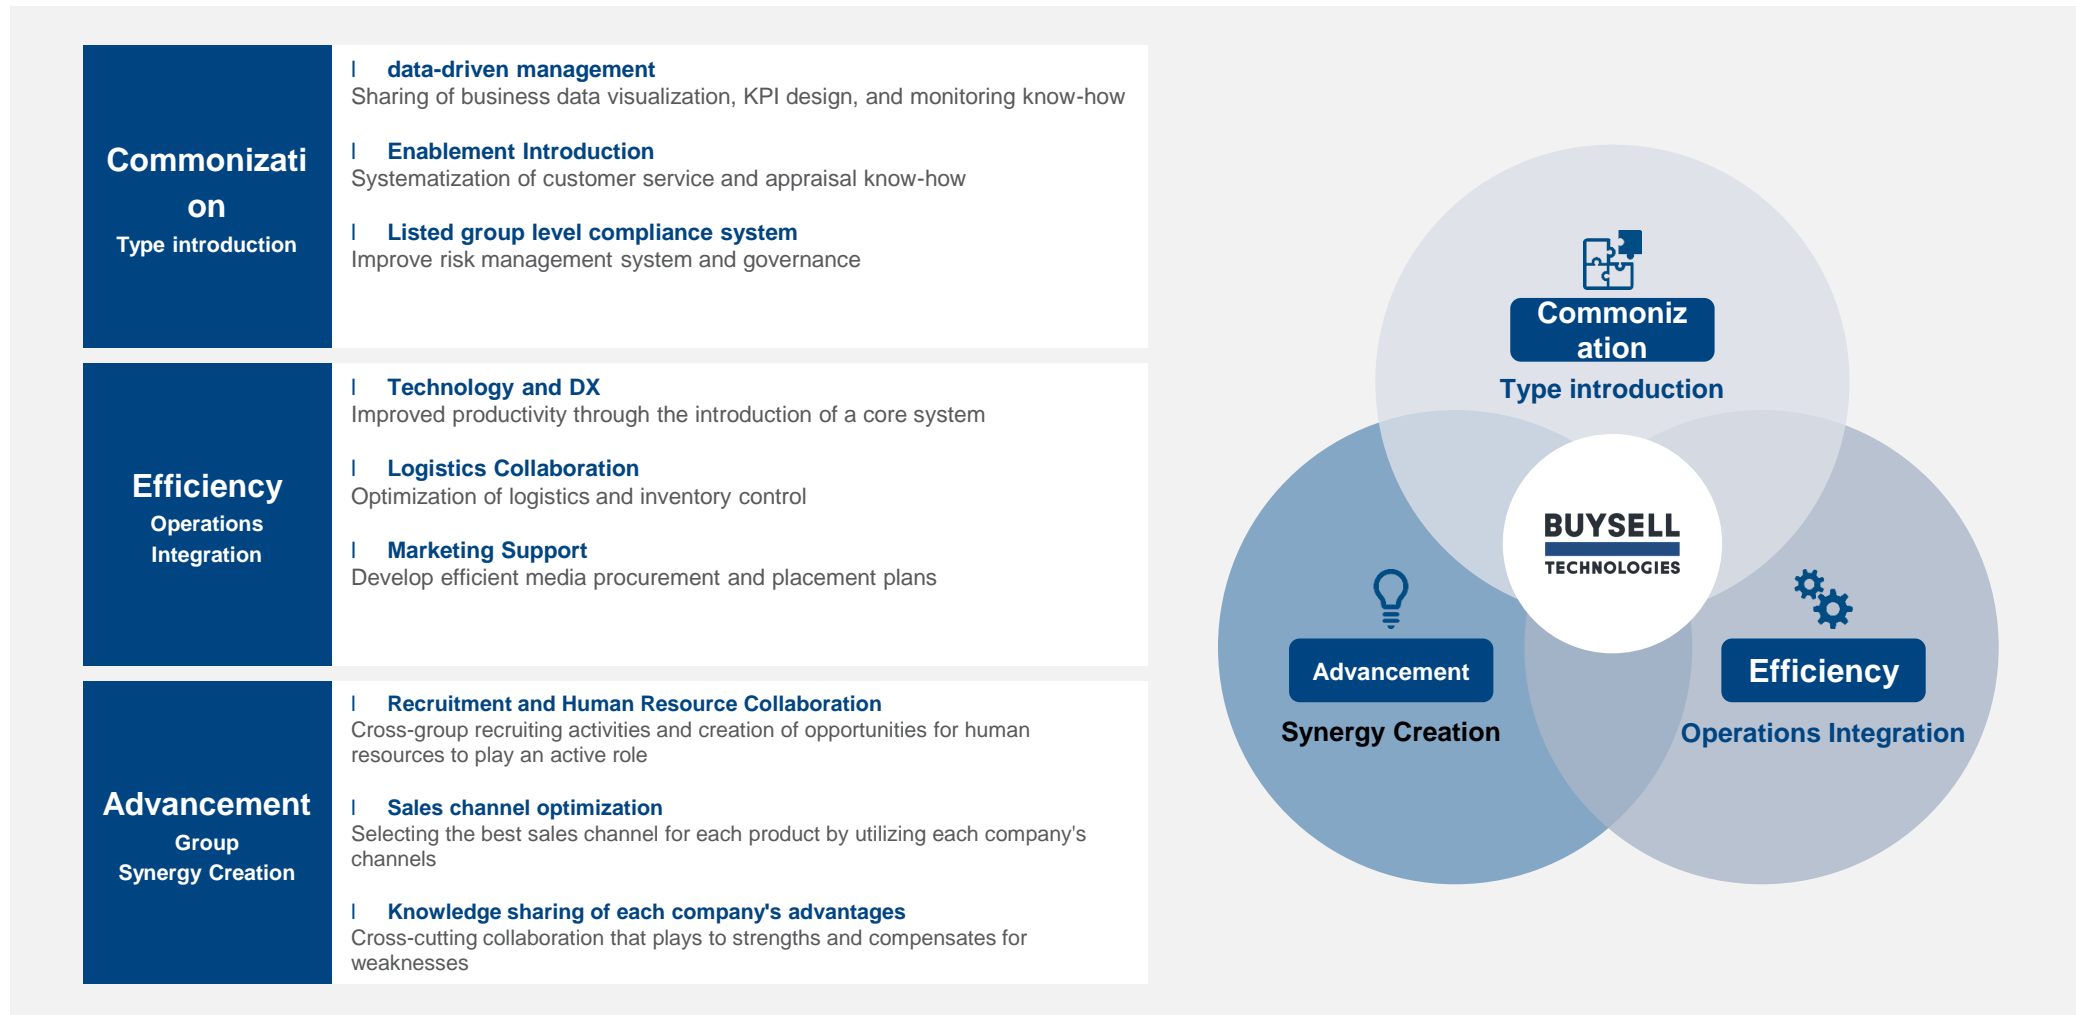 Commonizati
on
Type introduction
l data-driven management
Sharing of business data visualization, KPI design, and monitoring know-how
l Enablement Introduction
Systematization of customer service and appraisal know-how
l Listed group level compliance system
Improve risk management system and governance
Efficiency
Operations
Integration
l Technology and DX
Improved productivity through the introduction of a core system
l Logistics Collaboration
Optimization of logistics and inventory control
l Marketing Support
Develop efficient media procurement and placement plans
Advancement
Group
Synergy Creation
l Recruitment and Human Resource Collaboration
Cross-group recruiting activities and creation of opportunities for human
resources to play an active role
l Sales channel optimization
Selecting the best sales channel for each product by utilizing each company's
channels
l Knowledge sharing of each company's advantages
Cross-cutting collaboration that plays to strengths and compensates for
weaknesses
Commoniz
ation
Type introduction
BUYSELL
TECHNOLOGIES
Advancement
Synergy Creation
Efficiency
Operations Integration